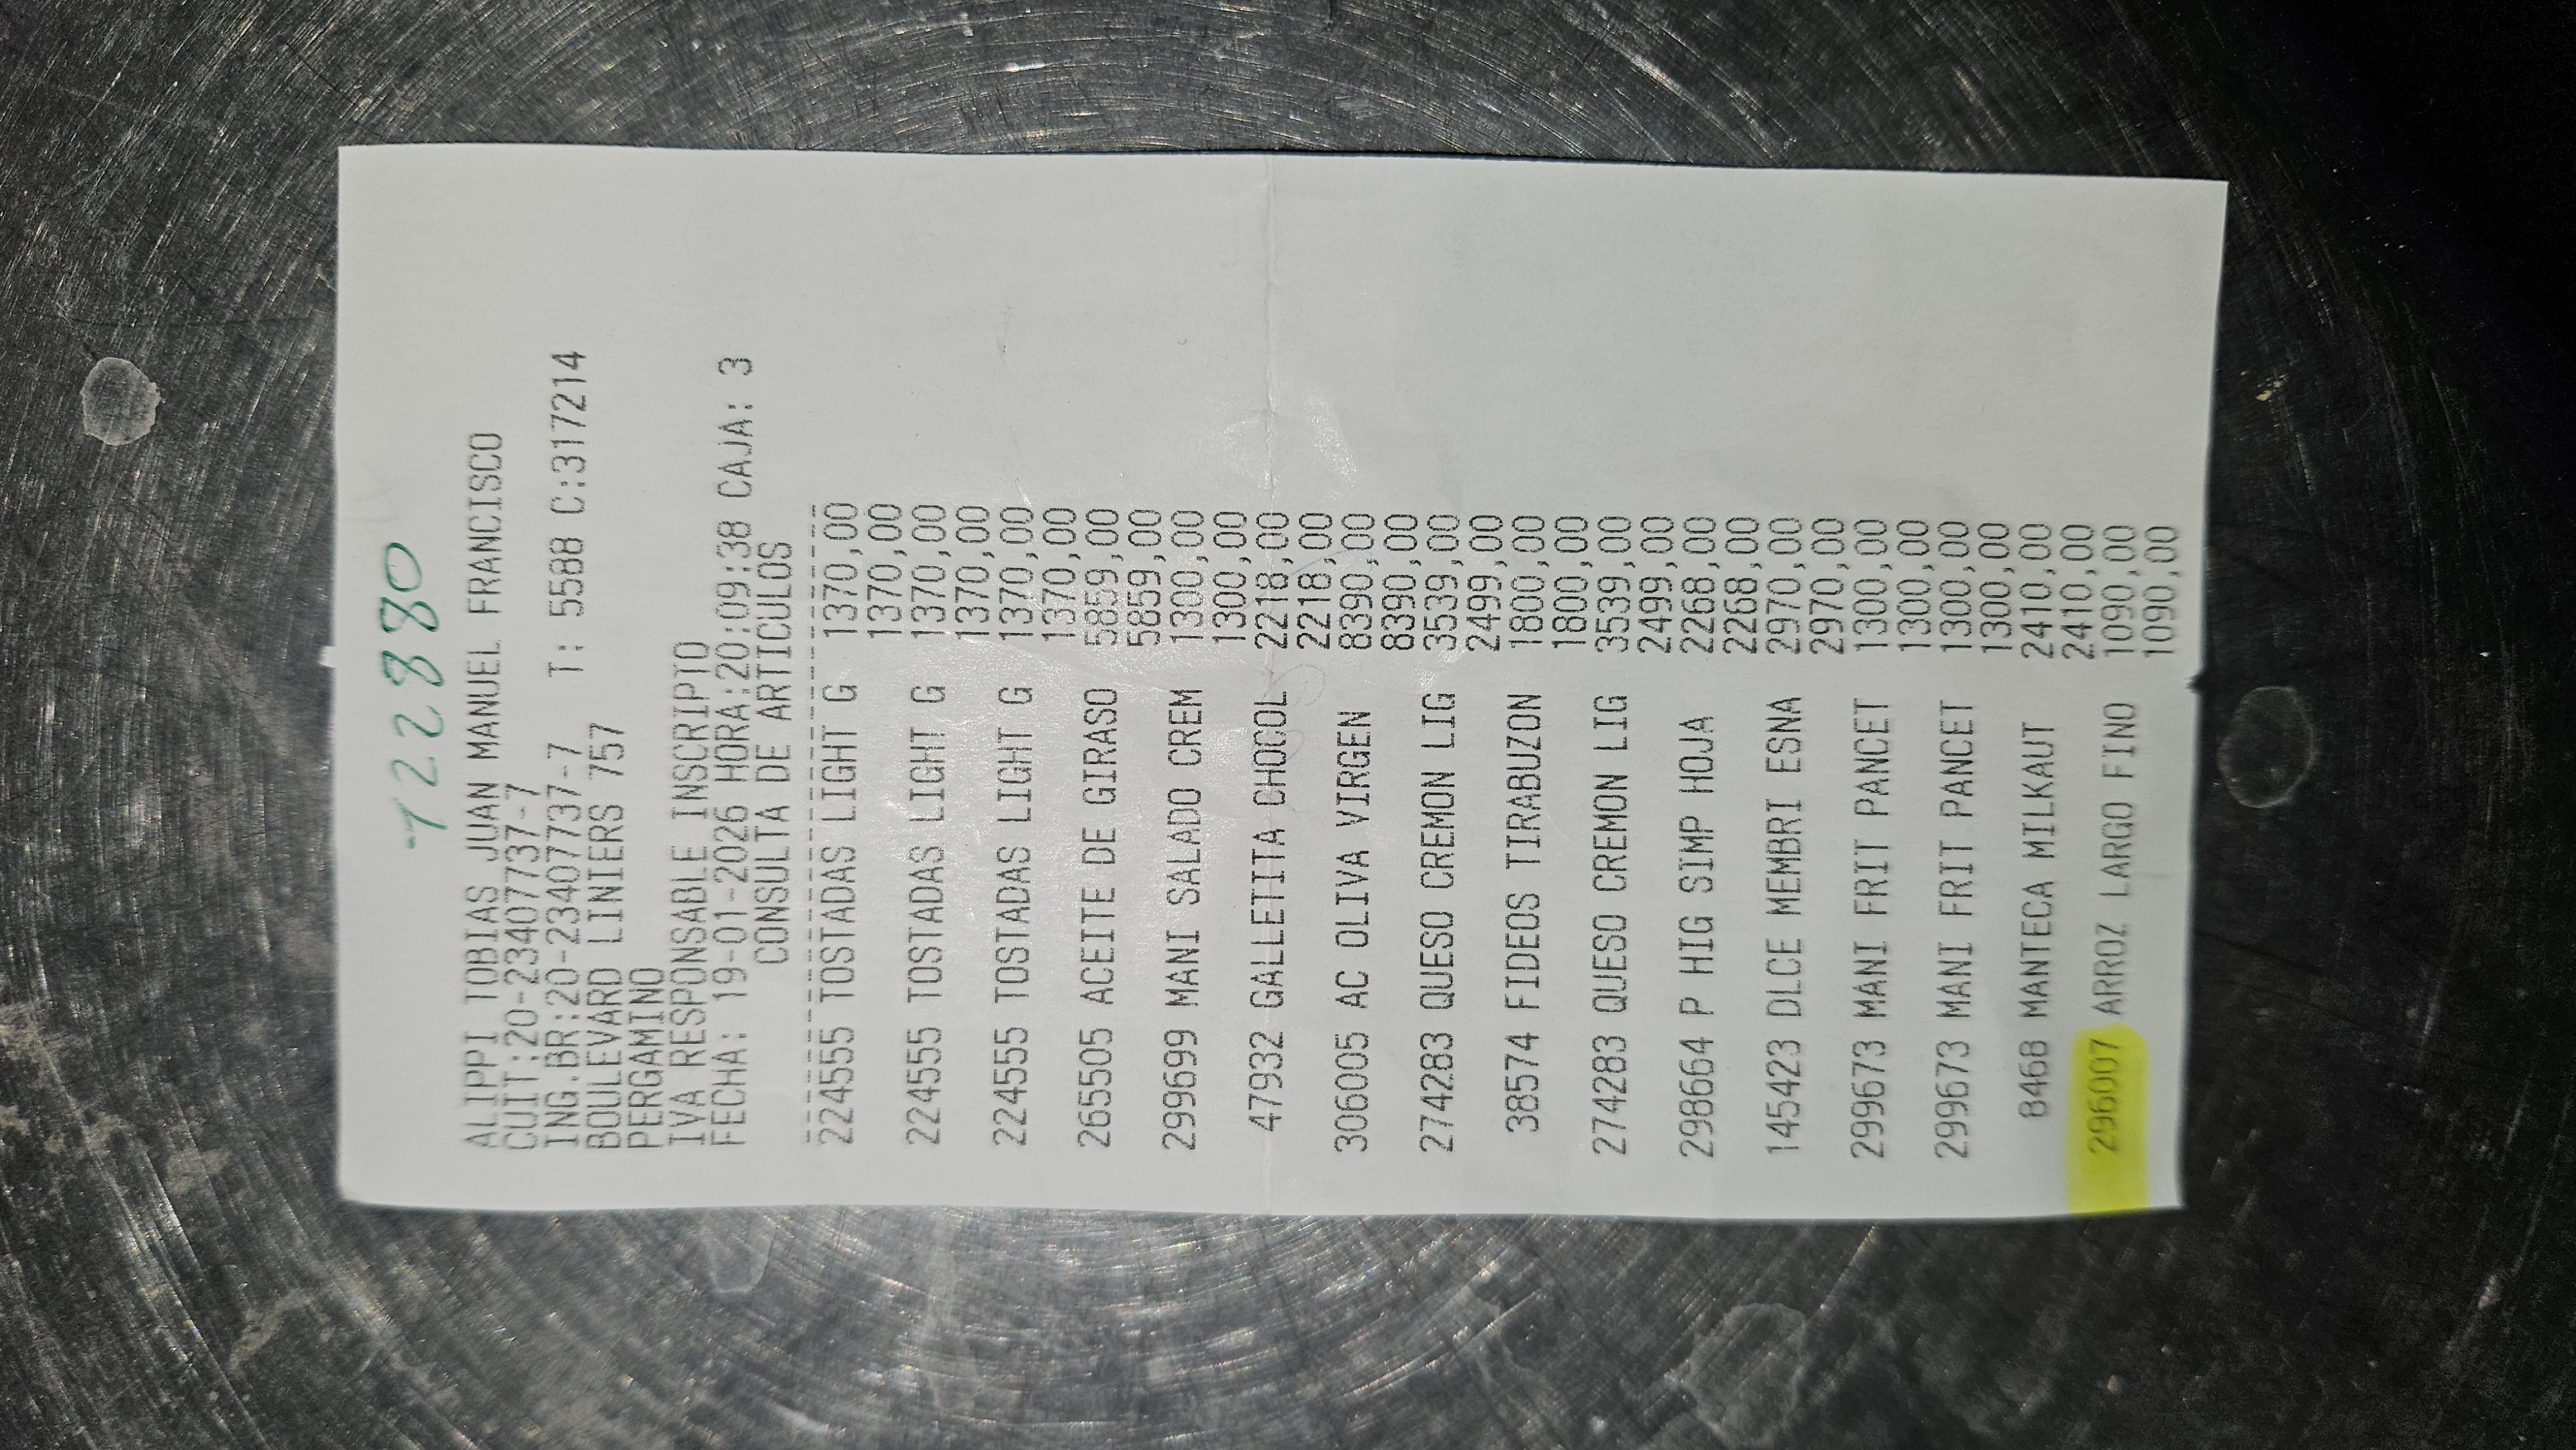 722880
ALIPPI TOBIAS JUAN MANUEL FRANCISCO
CUIT:20-23407737-7
ING.BR:20-23407737-7 T: 5588 C:317214
BOULEVARD LINIERS 757
PERGAMINO
IVA RESPONSABLE INSCRIPTO
FECHA: 19-01-2026 HORA:20:09:38 CAJA: 3
CONSULTA DE ARTICULOS
224555 TOSTADAS LIGHT G 1370,00
1370,00
224555 TOSTADAS LIGHT G 1370,00
1370,00
224555 TOSTADAS LIGHT G 1370,00
1370,00
265505 ACEITE DE GIRASO 5859,00
5859,00
299699 MANI SALADO CREM 1300,00
1300,00
47932 GALLETITA CHOCOL 2218,00
2218,00
306005 AC OLIVA VIRGEN 8390,00
8390,00
274283 QUESO CREMON LIG 3539,00
2499,00
38574 FIDEOS TIRABUZON 1800,00
1800,00
274283 QUESO CREMON LIG 3539,00
2499,00
298664 P HIG SIMP HOJA 2268,00
2268,00
145423 DLCE MEMBRI ESNA 2970,00
2970,00
299673 MANI FRIT PANCET 1300,00
1300,00
299673 MANI FRIT PANCET 1300,00
1300,00
8468 MANTECA MILKAUT 2410,00
2410,00
296007 ARROZ LARGO FINO 1090,00
1090,00